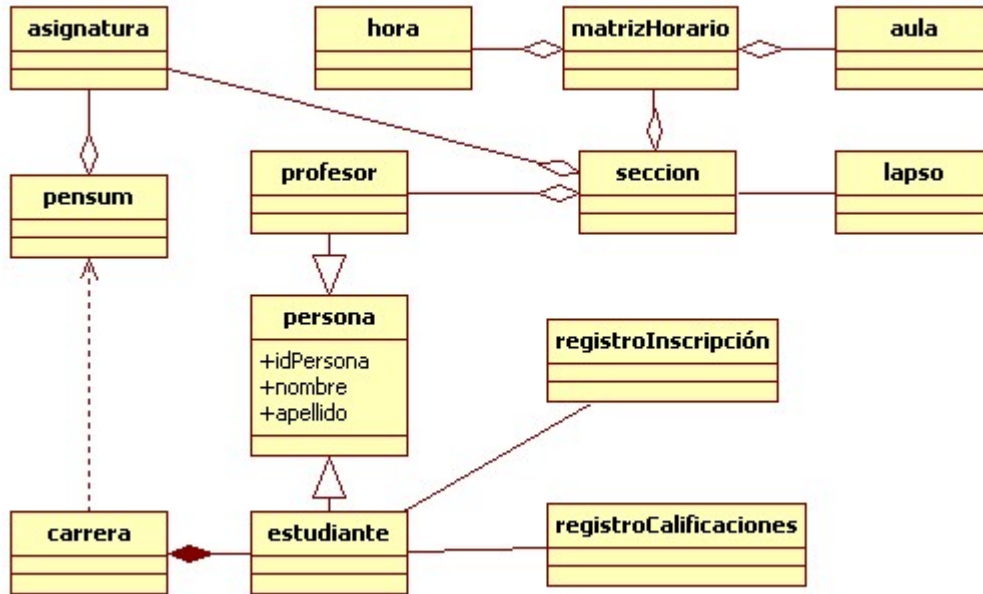 asignatura
hora
matrizHorario
aula
pensum
profesor
seccion
lapso
persona
+idPersona
+nombre
+apellido
registroInscripción
carrera
estudiante
registroCalificaciones